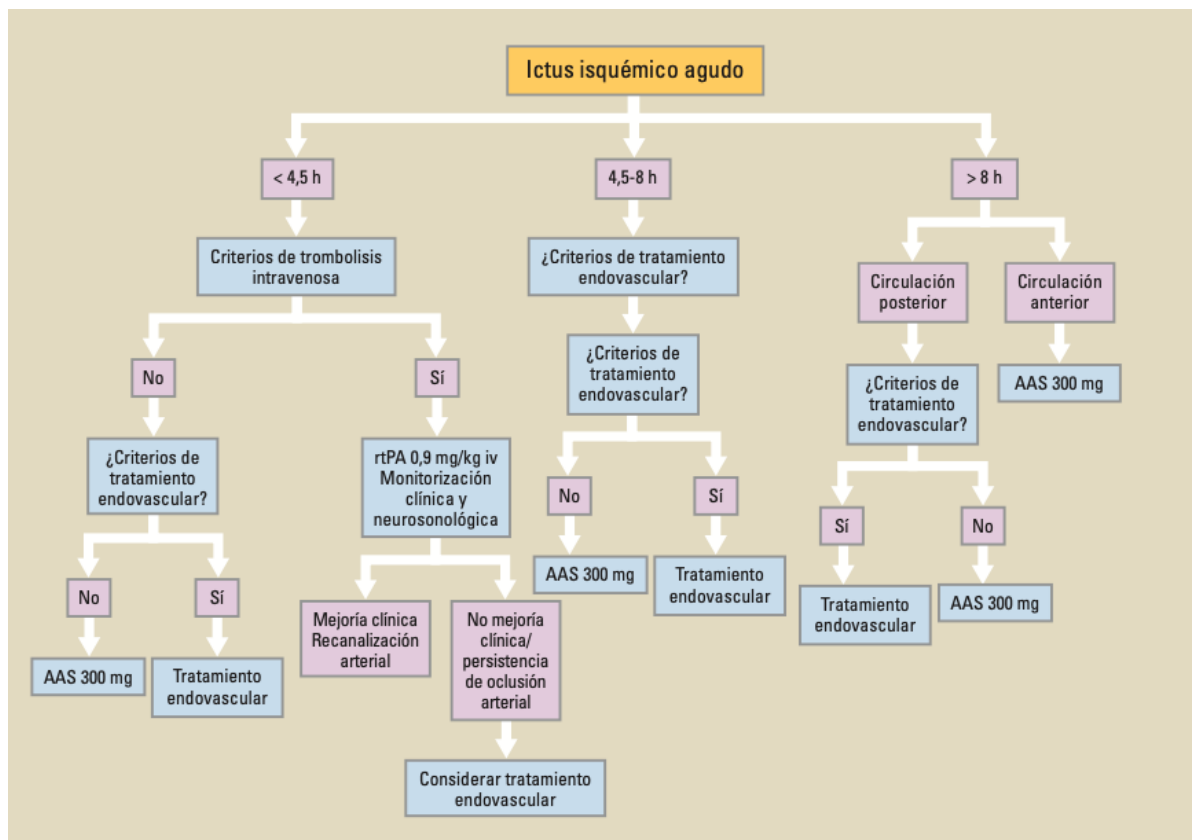 Ictus isquémico agudo
< 4,5 h
4,5-8 h
> 8 h
Criterios de trombolisis
intravenosa
¿Criterios de tratamiento
endovascular?
Circulación
posterior
Circulación
anterior
No
Sí
¿Criterios de
tratamiento
endovascular?
¿Criterios de
tratamiento
endovascular?
AAS 300 mg
¿Criterios de
tratamiento
endovascular?
rtPA 0,9 mg/kg iv
Monitorización
clínica y
neurosonológica
No
Sí
Sí
No
No
Sí
AAS 300 mg
Tratamiento
endovascular
Tratamiento
endovascular
AAS 300 mg
Mejoría clínica
Recanalización
arterial
No mejoría
clínica/
persistencia
de oclusión
arterial
AAS 300 mg
Tratamiento
endovascular
Considerar tratamiento
endovascular